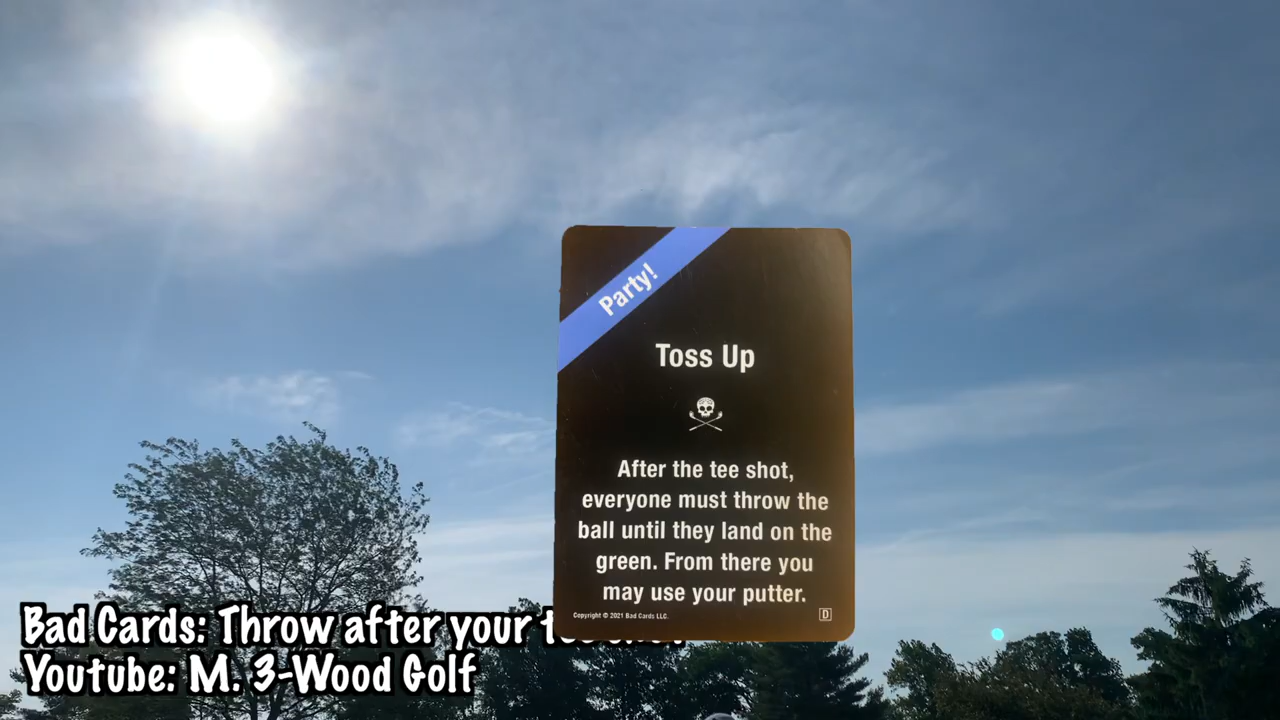 Party!
Toss Up
After the tee shot,
everyone must throw the
ball until they land on the
green. From there you
may use your putter.
Copyright © 2021 Bad Cards LLC.
D
Bad Cards: Throw after your
Youtube: M. 3-Wood Golf